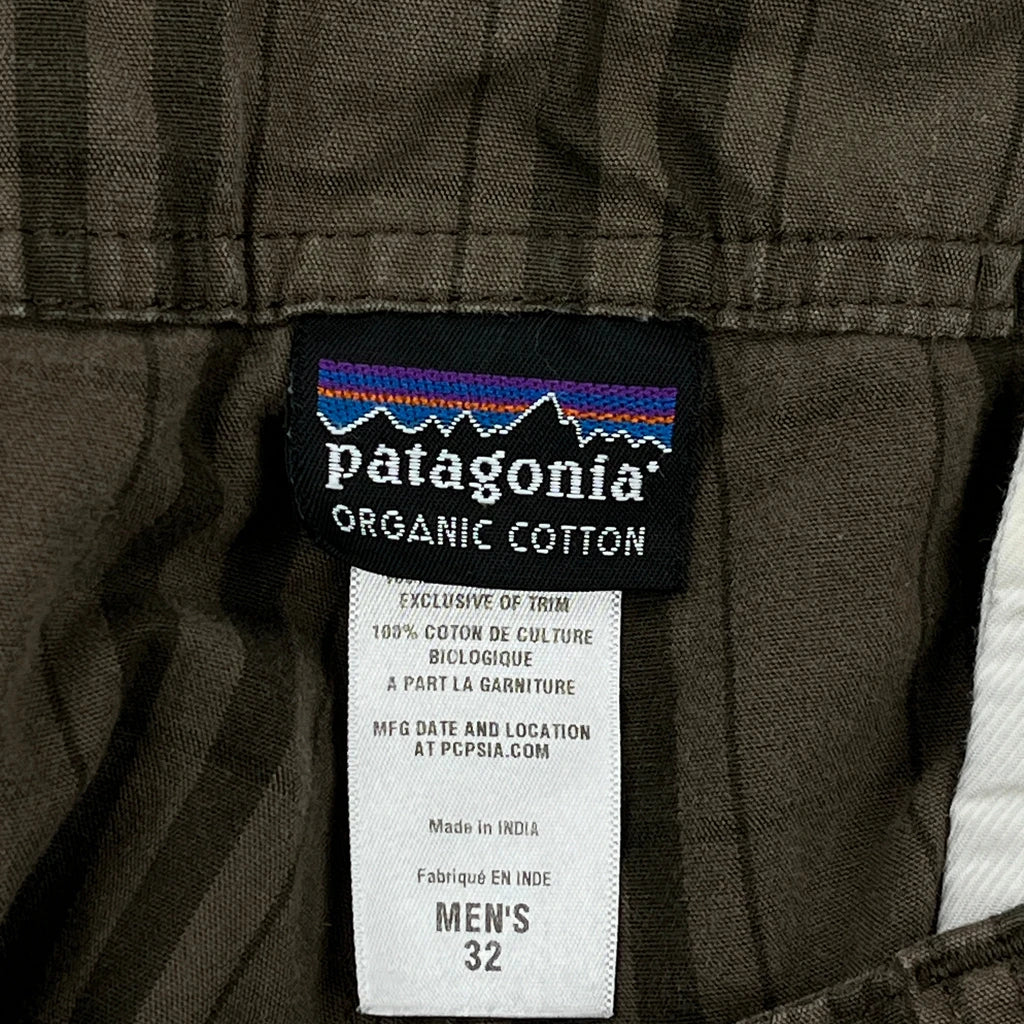 patagonia
ORGANIC COTTON
EXCLUSIVE OF TRIM
100% COTON DE CULTURE
BIOLOGIQUE
A PART LA GARNITURE
MFG DATE AND LOCATION
AT PCPSIA.COM
Made in INDIA
Fabriqué EN INDE
MEN'S
32